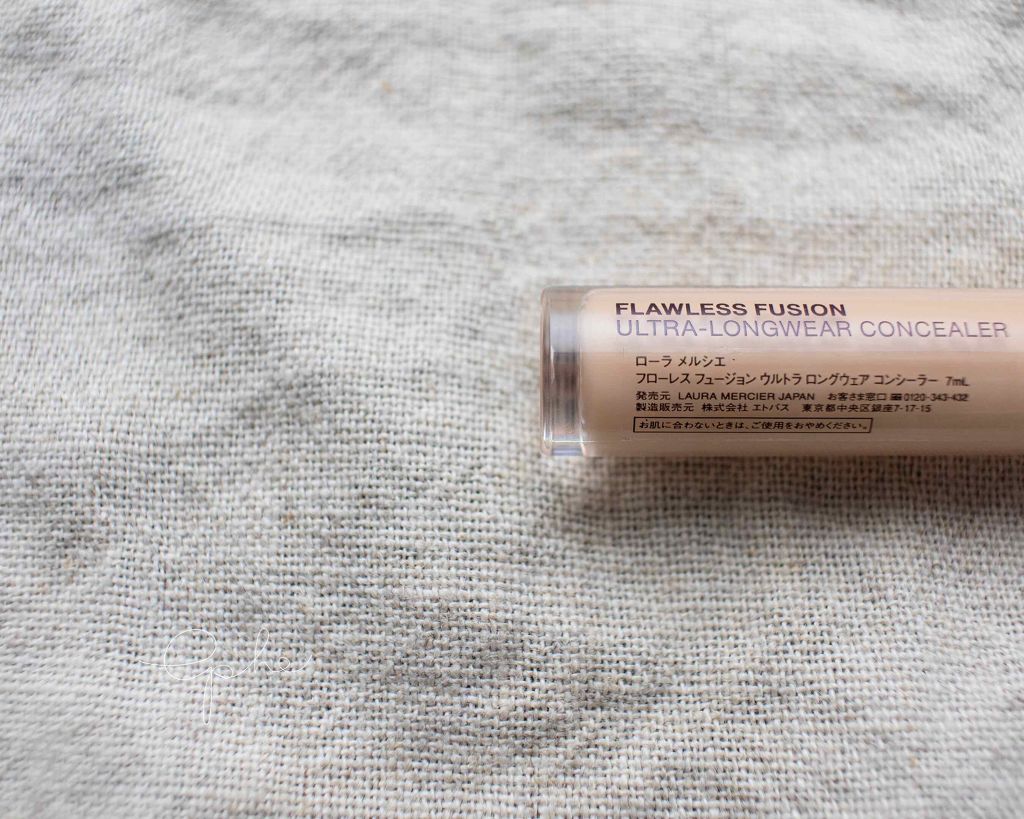 FLAWLESS FUSION
ULTRA-LONGWEAR CONCEALER
ローラ メルシエ
フローレス フュージョン ウルトラ ロングウェア コンシーラー 7mL
発売元 LAURA MERCIER JAPAN お客さま窓口 0120-343-432
製造販売元 株式会社 エトバス 東京都中央区銀座7-17-15
お肌に合わないときは、ご使用をおやめください。